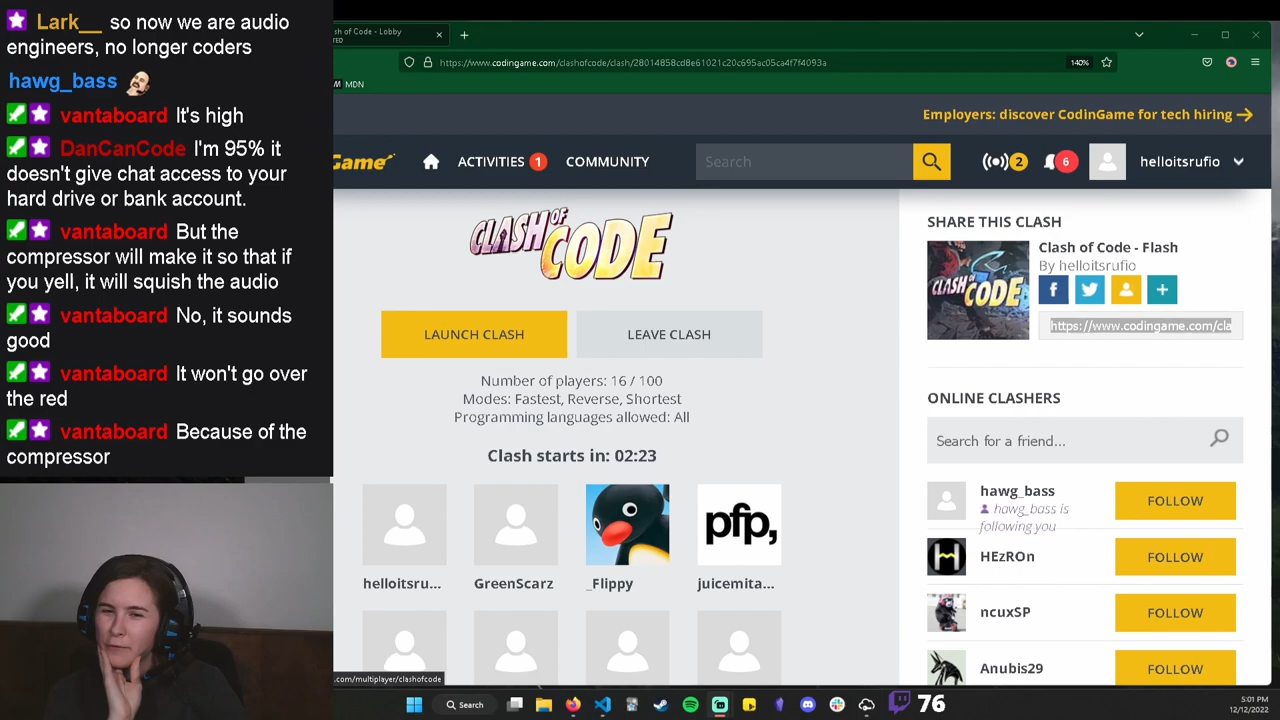 Lark__ so now we are audio
engineers, no longer coders
hawg_bass
vantaboard It's high
DanCanCode I'm 95% it
doesn't give chat access to your
hard drive or bank account.
vantaboard But the
compressor will make it so that if
you yell, it will squish the audio
vantaboard No, it sounds
good
vantaboard It won't go over
the red
vantaboard Because of the
compressor
sh of Code - Lobby
TED
https://www.codingame.com/clashofcode/clash/28014858cd8e61021c20c695ac05ca4f7f4093a
140%
MDN
Employers: discover CodinGame for tech hiring
Game
ACTIVITIES 1
COMMUNITY
Search
2
6
helloitsrufio
CLASH OF CODE
LAUNCH CLASH
LEAVE CLASH
Number of players: 16 / 100
Modes: Fastest, Reverse, Shortest
Programming languages allowed: All
Clash starts in: 02:23
helloitsru...
GreenScarz
_Flippy
pfp,
juicemita...
SHARE THIS CLASH
CLASH OF CODE
Clash of Code - Flash
By helloitsrufio
https://www.codingame.com/cla
ONLINE CLASHERS
Search for a friend...
hawg_bass
hawg_bass is
following you
FOLLOW
HEzROn
FOLLOW
ncuxSP
FOLLOW
Anubis29
FOLLOW
.com/multiplayer/clashofcode
Search
76
5:01 PM
12/12/2022